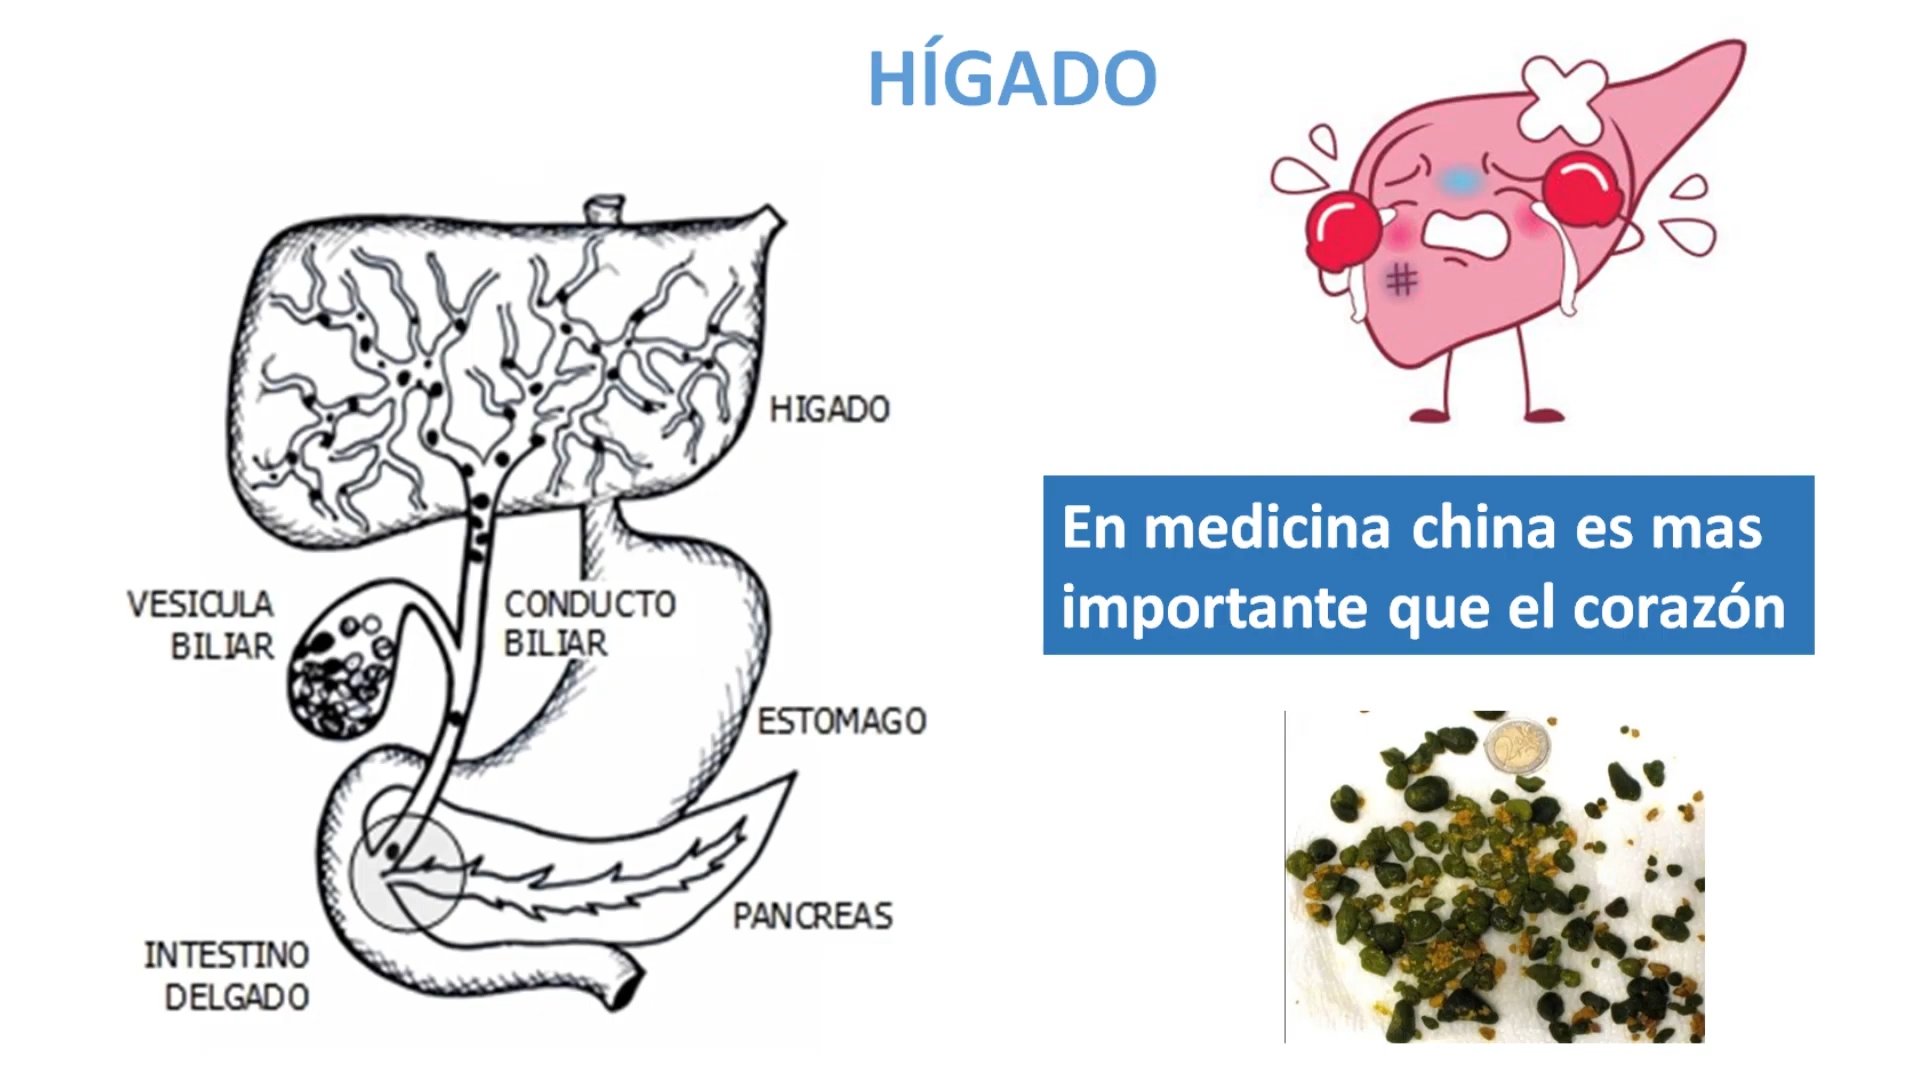 HÍGADO
HIGADO
VESICULA
BILIAR
CONDUCTO
BILIAR
ESTOMAGO
PANCREAS
INTESTINO
DELGADO
En medicina china es mas
importante que el corazón